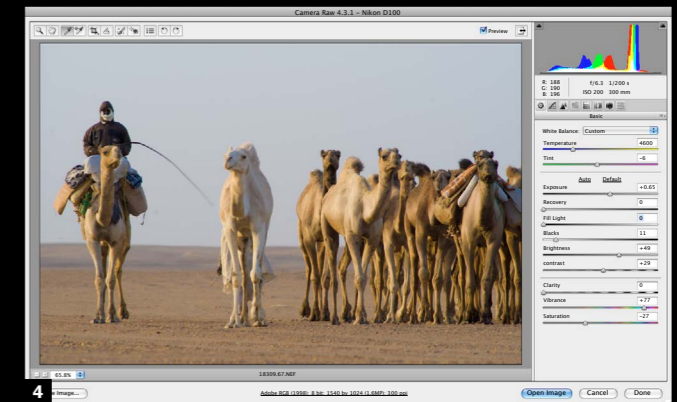 Camera Raw 4.3.1 – Nikon D100
Preview
R: 188
G: 190
B: 196
f/6.3 1/200 s
ISO 200 300 mm
Basic
White Balance: Custom
Temperature 4600
Tint -6
Auto Default
Exposure +0.65
Recovery 0
Fill Light 0
Blacks 11
Brightness +49
contrast +29
Clarity 0
Vibrance +77
Saturation -27
65.8% 18309.67.NEF
4 Image... Adobe RGB (1998); 8 bit; 1540 by 1024 (1.6MP); 300 ppi Open Image Cancel Done